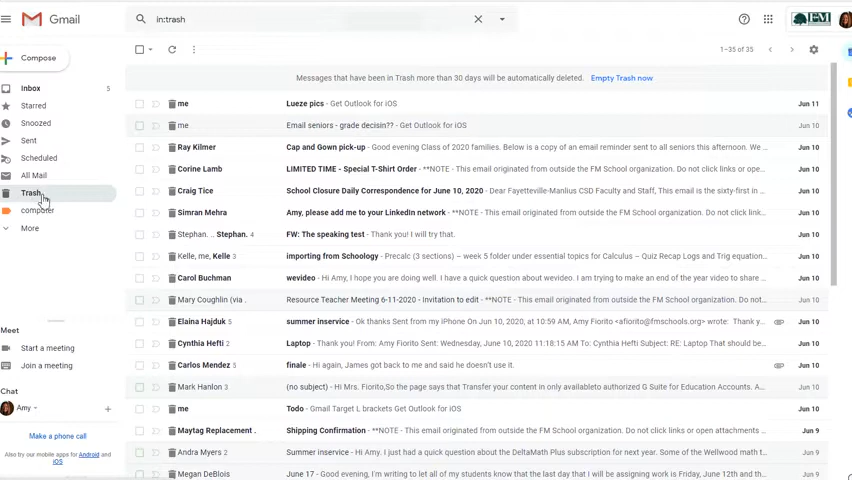 Gmail
in:trash
FM
Compose
1–35 of 35
Inbox 5
Starred
Snoozed
Sent
Scheduled
All Mail
Trash
computer
More
Meet
Start a meeting
Join a meeting
Chat
Amy
Make a phone call
Also try our mobile apps for Android and
iOS
Messages that have been in Trash more than 30 days will be automatically deleted. Empty Trash now
me Lueze pics - Get Outlook for iOS Jun 11
me Email seniors - grade decisin?? - Get Outlook for iOS Jun 10
Ray Kilmer Cap and Gown pick-up - Good evening Class of 2020 families. Below is a copy of an email reminder sent to all seniors this afternoon. We … Jun 10
Corine Lamb LIMITED TIME - Special T-Shirt Order - **NOTE - This email originated from outside the FM School organization. Do not click links or open… Jun 10
Craig Tice School Closure Daily Correspondence for June 10, 2020 - Dear Fayetteville-Manlius CSD Faculty and Staff, This email is the sixty-first in … Jun 10
Simran Mehra Amy, please add me to your LinkedIn network - **NOTE - This email originated from outside the FM School organization. Do not click link… Jun 10
Stephan. .. Stephan. 4 FW: The speaking test - Thank you! I will try that. Jun 10
Kelle, me, Kelle 3 importing from Schoology - Precalc (3 sections) – week 5 folder under essential topics for Calculus – Quiz Recap Logs and Trig equation… Jun 10
Carol Buchman wevideo - Hi Amy, I hope you are doing well. I have a quick question about wevideo. I am trying to make an end of the year video to share … Jun 10
Mary Coughlin (via . Resource Teacher Meeting 6-11-2020 - Invitation to edit - **NOTE - This email originated from outside the FM School organization. Do not… Jun 10
Elaina Hajduk 5 summer inservice - Ok thanks Sent from my iPhone On Jun 10, 2020, at 10:59 AM, Amy Fiorito <afiorito@fmschools.org> wrote: Thank y… Jun 10
Cynthia Hefti 2 Laptop - Thank you! From: Amy Fiorito Sent: Wednesday, June 10, 2020 11:18:15 AM To: Cynthia Hefti Subject: RE: Laptop That should be… Jun 10
Carlos Mendez 5 finale - Hi again, James got back to me and said he doesn't use it. Jun 10
Mark Hanlon 3 (no subject) - Hi Mrs. Fiorito,So the page says that Transfer your content in only availableto authorized G Suite for Education Accounts. A… Jun 10
me Todo - Gmail Target L brackets Get Outlook for iOS Jun 10
Maytag Replacement . Shipping Confirmation - **NOTE - This email originated from outside the FM School organization. Do not click links or open attachments … Jun 9
Andra Myers 2 Summer inservice - Hi Amy. I just had a quick question about the DeltaMath Plus subscription for next year. Some of the Wellwood math t… Jun 9
Megan DeBlois June 17 - Good evening, I'm writing to let all of my students know that the last day that I will be assigning work is Friday, June 12th and th… Jun 9